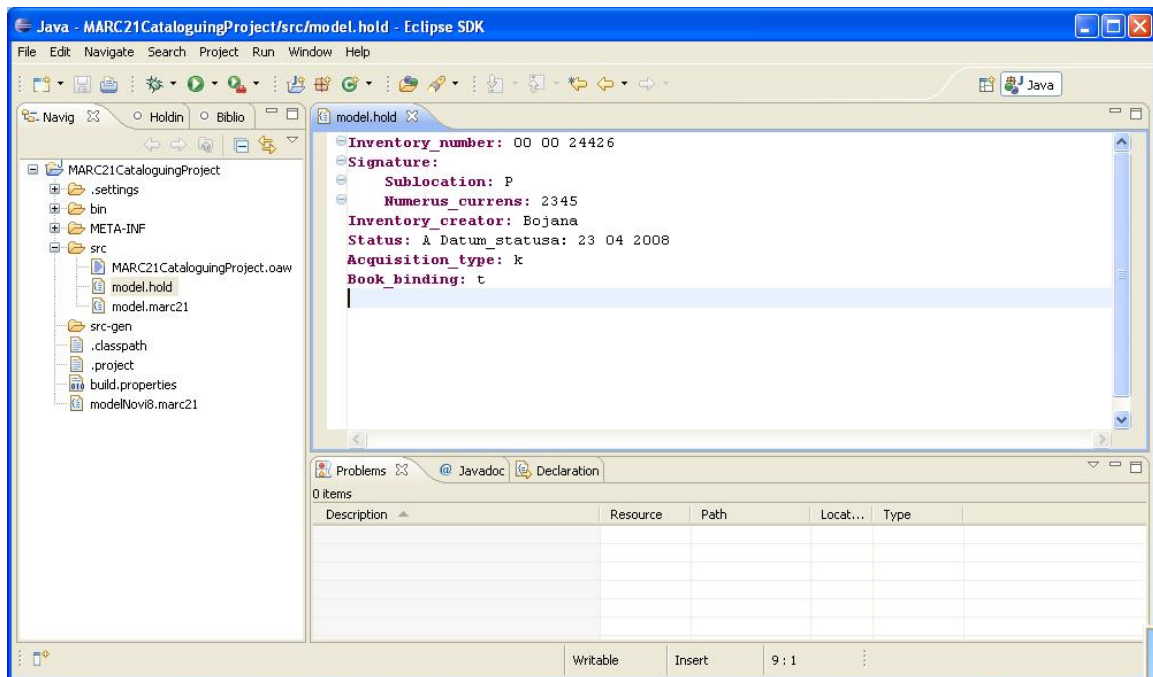 Java - MARC21CataloguingProject/src/model.hold - Eclipse SDK
File Edit Navigate Search Project Run Window Help
Java
Navig Holdin Biblio
model.hold
MARC21CataloguingProject
.settings
bin
META-INF
src
MARC21CataloguingProject.oaw
model.hold
model.marc21
src-gen
.classpath
.project
build.properties
modelNovi8.marc21
Inventory_number: 00 00 24426
Signature:
Sublocation: P
Numerus_currens: 2345
Inventory_creator: Bojana
Status: A Datum_statusa: 23 04 2008
Acquisition_type: k
Book_binding: t
Problems @ Javadoc Declaration
0 items
Description Resource Path Locat... Type
Writable Insert 9 : 1